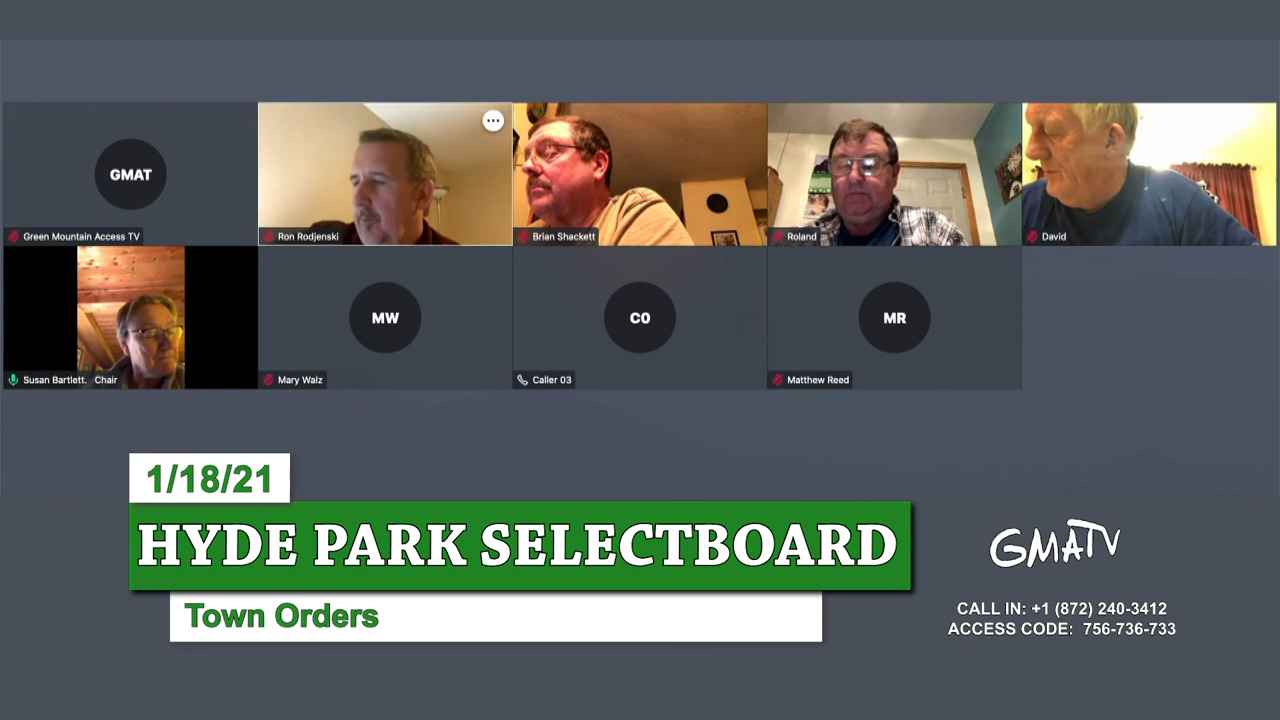 GMAT
Green Mountain Access TV
Ron Rodjenski
Brian Shackett
Roland
David
Susan Bartlett. Chair
MW
Mary Walz
C0
Caller 03
MR
Matthew Reed
1/18/21
HYDE PARK SELECTBOARD
Town Orders
GMATV
CALL IN: +1 (872) 240-3412
ACCESS CODE: 756-736-733